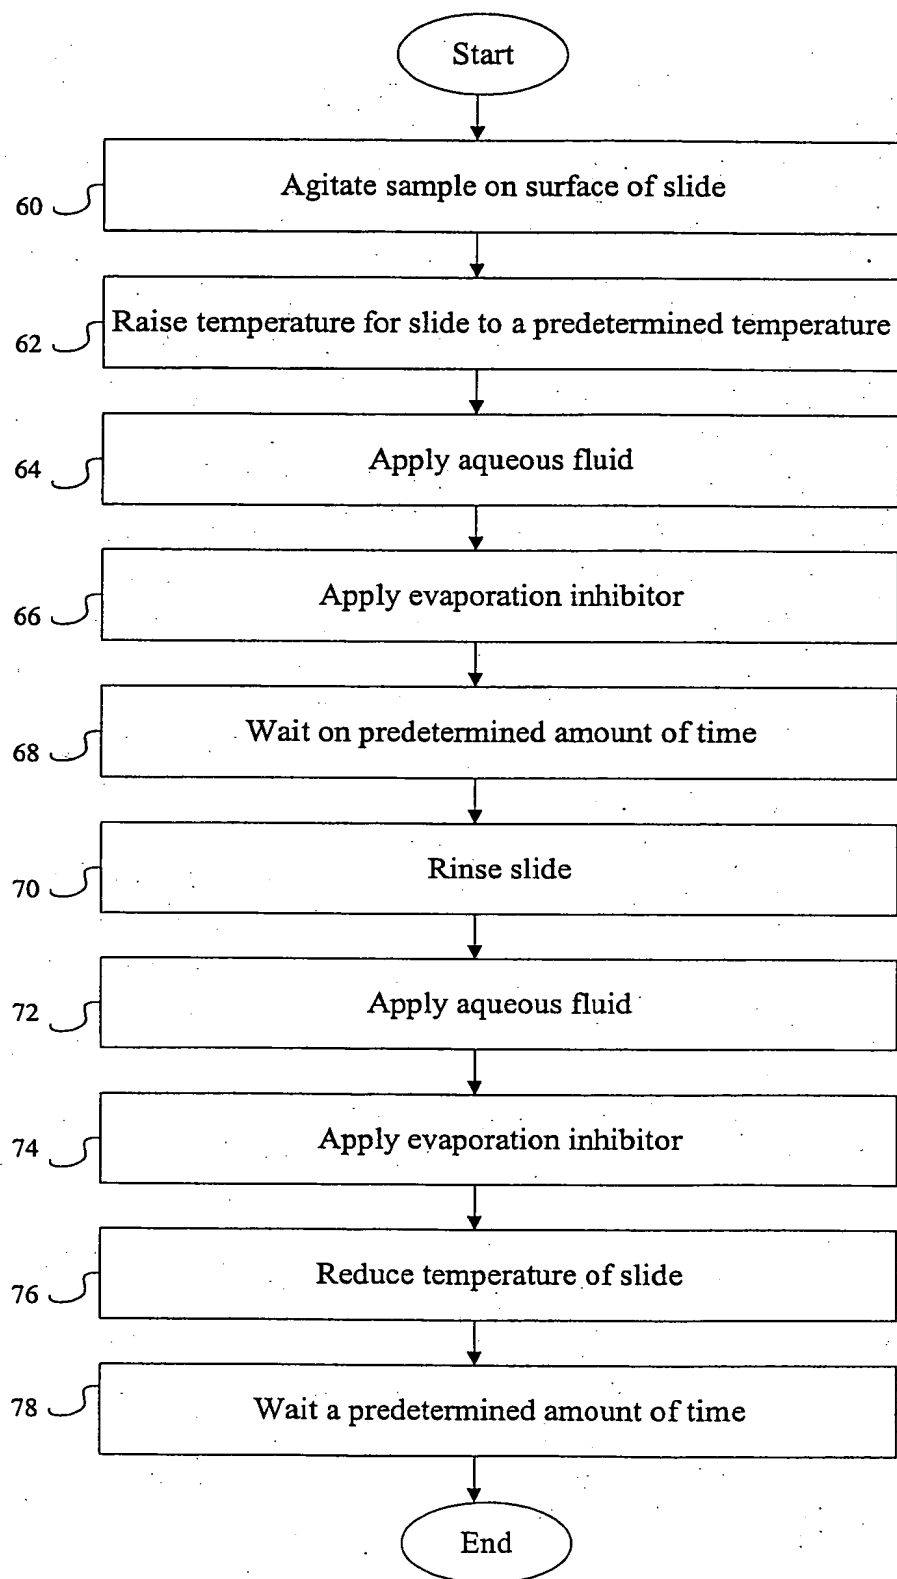 Start
60
Agitate sample on surface of slide
62
Raise temperature for slide to a predetermined temperature
64
Apply aqueous fluid
66
Apply evaporation inhibitor
68
Wait on predetermined amount of time
70
Rinse slide
72
Apply aqueous fluid
74
Apply evaporation inhibitor
76
Reduce temperature of slide
78
Wait a predetermined amount of time
End